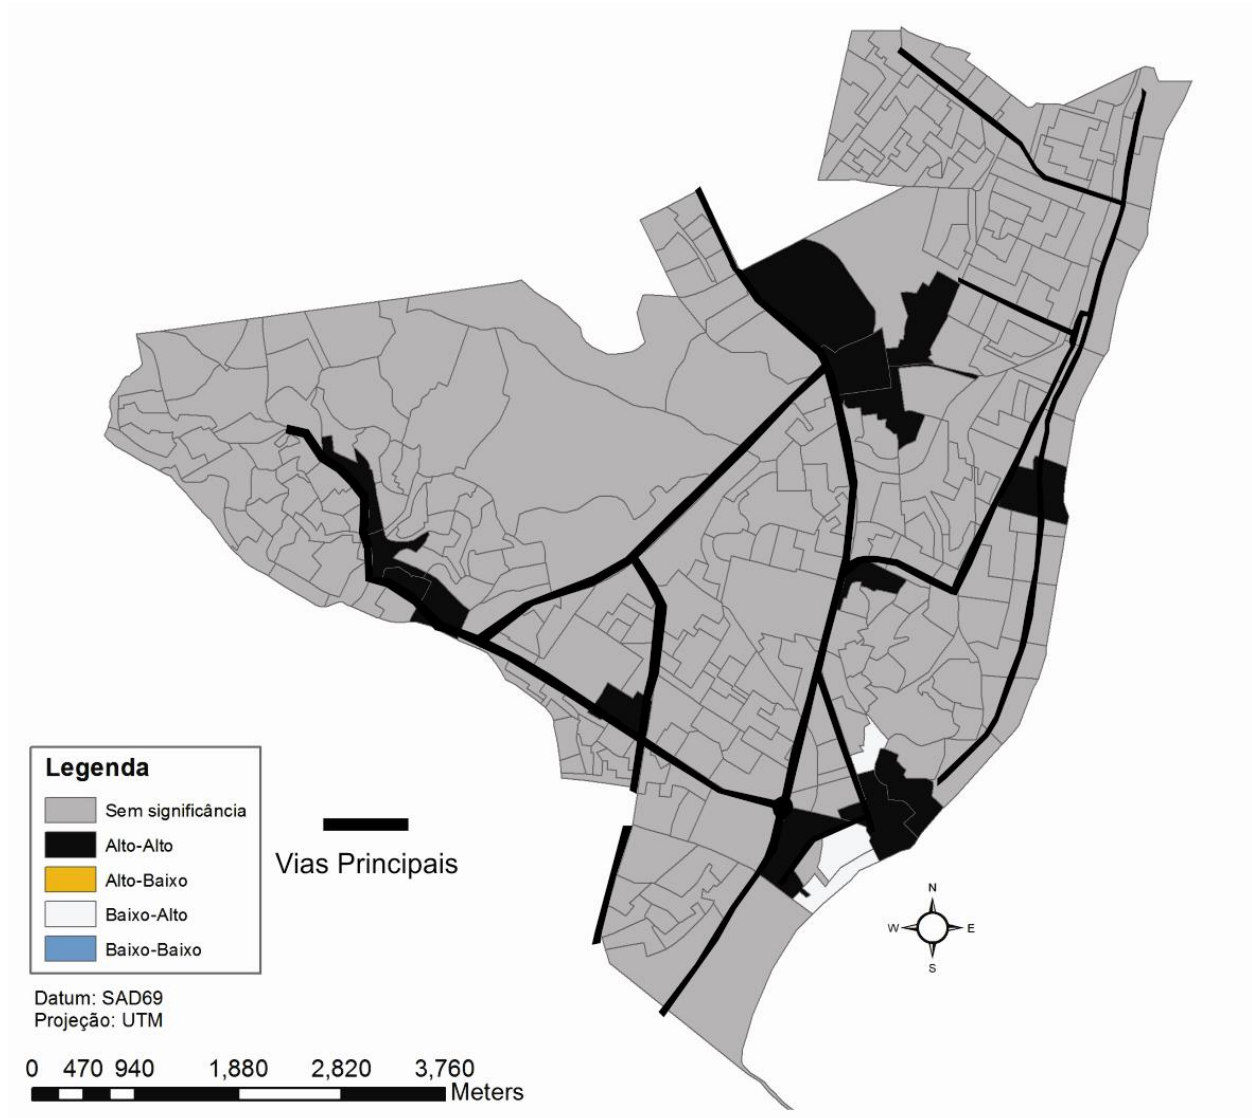 Legenda
Sem significância
Alto-Alto
Alto-Baixo
Baixo-Alto
Baixo-Baixo
Vias Principais
N
W E
S
Datum: SAD69
Projeção: UTM
0 470 940 1,880 2,820 3,760
Meters